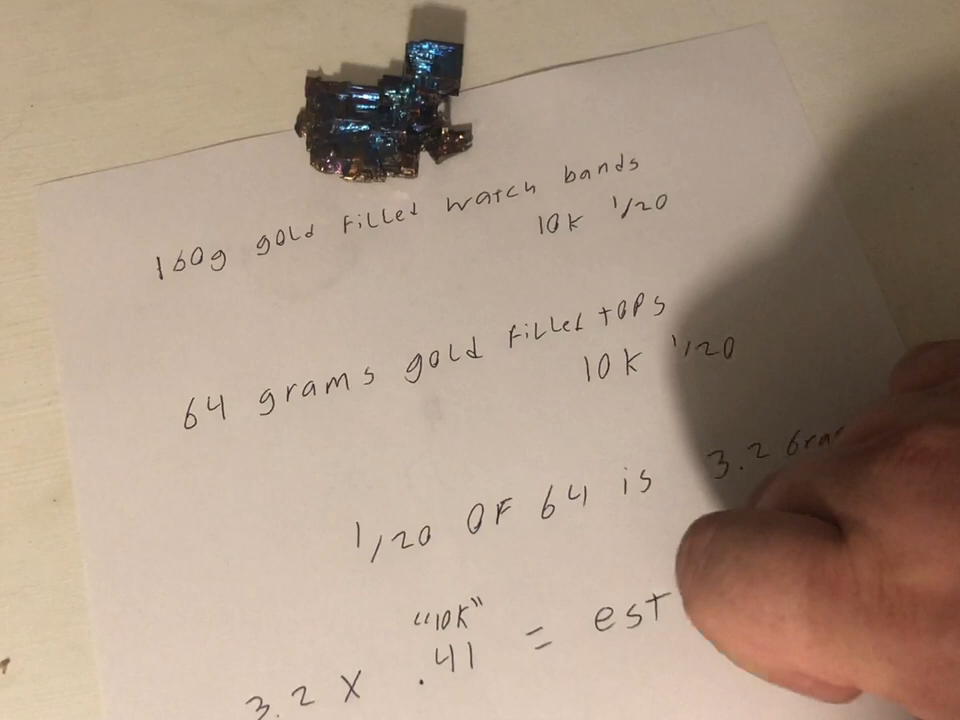 160g gold filled watch bands
10k 1/20
64 grams gold filled tops
10k 1/20
1/20 OF 64 is 3.2
"10k"
3.2 x .41 = est